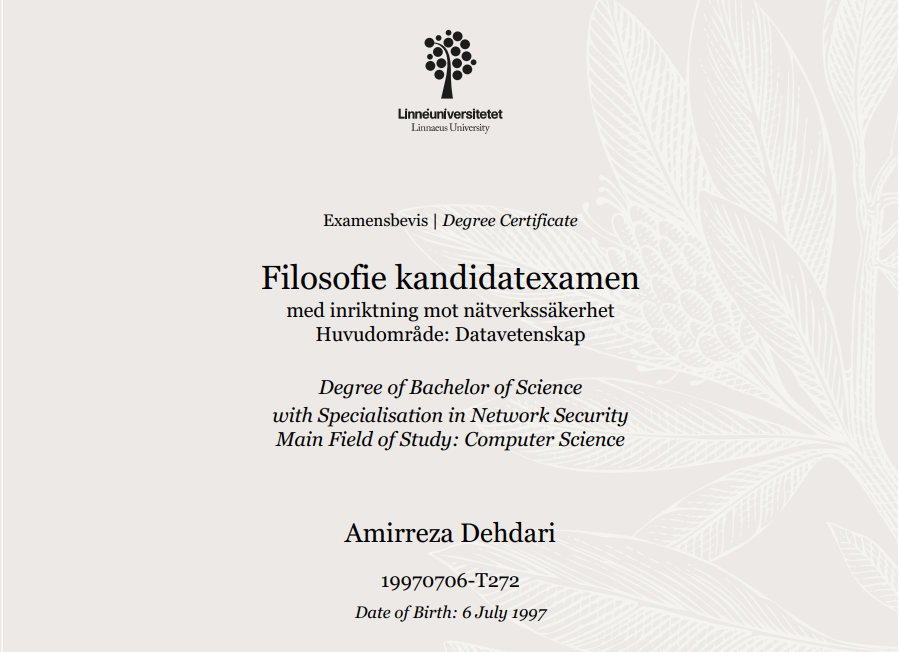 Linnéuniversitetet
Linnaeus University
Examensbevis | Degree Certificate
Filosofie kandidatexamen
med inriktning mot nätverkssäkerhet
Huvudområde: Datavetenskap
Degree of Bachelor of Science
with Specialisation in Network Security
Main Field of Study: Computer Science
Amirreza Dehdari
19970706-T272
Date of Birth: 6 July 1997